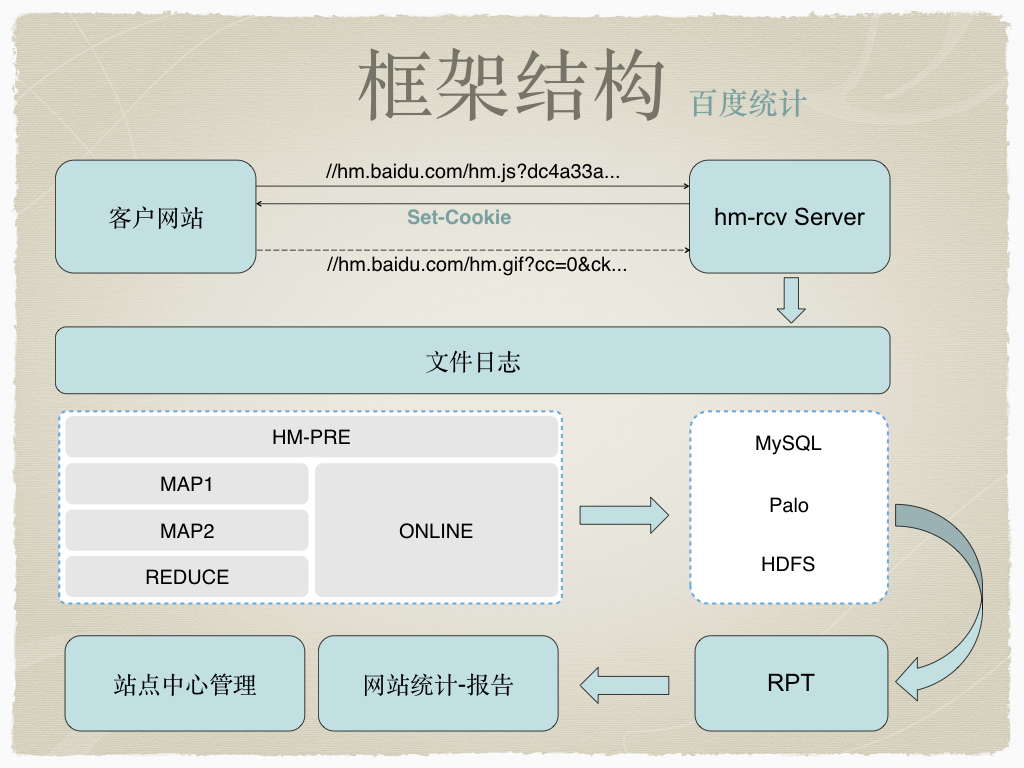 框架结构 百度统计
//hm.baidu.com/hm.js?dc4a33a...
客户网站
Set-Cookie
hm-rcv Server
//hm.baidu.com/hm.gif?cc=0&ck...
文件日志
HM-PRE
MAP1
MAP2
REDUCE
ONLINE
MySQL
Palo
HDFS
站点中心管理
网站统计-报告
RPT